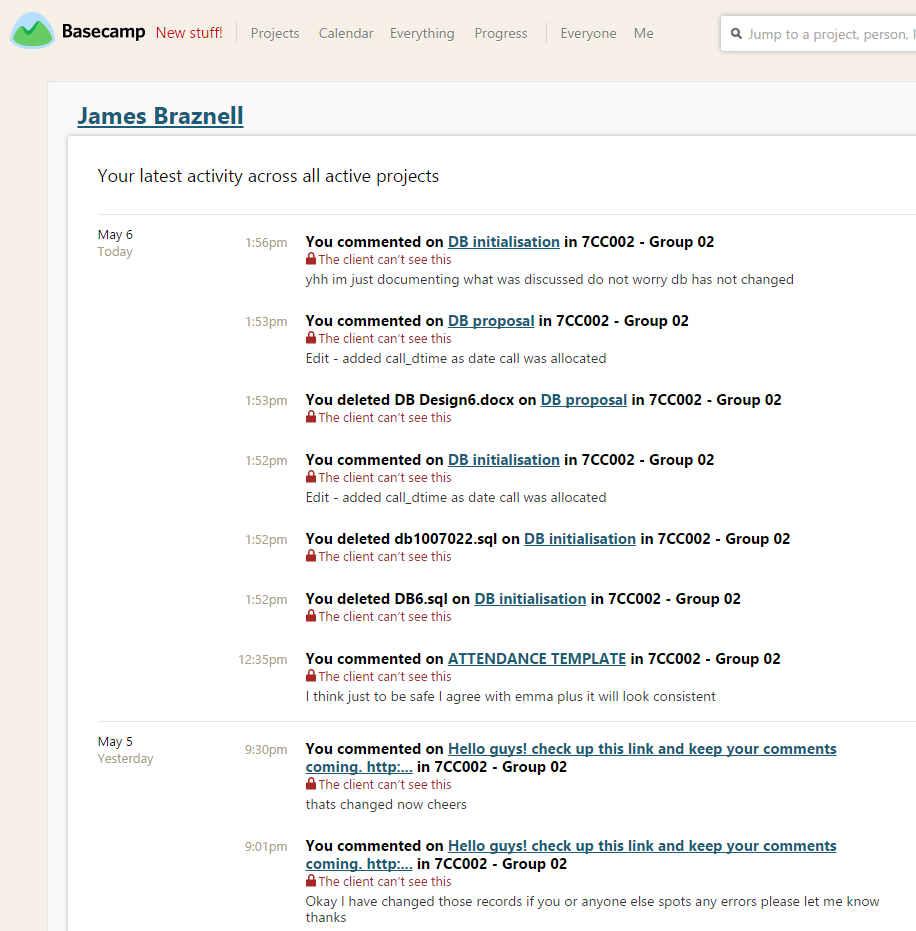 Basecamp New stuff! Projects Calendar Everything Progress Everyone Me Jump to a project, person,
James Braznell
Your latest activity across all active projects
May 6
Today
1:56pm You commented on DB initialisation in 7CC002 - Group 02
The client can't see this
yhh im just documenting what was discussed do not worry db has not changed
1:53pm You commented on DB proposal in 7CC002 - Group 02
The client can't see this
Edit - added call_dtime as date call was allocated
1:53pm You deleted DB Design6.docx on DB proposal in 7CC002 - Group 02
The client can't see this
1:52pm You commented on DB initialisation in 7CC002 - Group 02
The client can't see this
Edit - added call_dtime as date call was allocated
1:52pm You deleted db1007022.sql on DB initialisation in 7CC002 - Group 02
The client can't see this
1:52pm You deleted DB6.sql on DB initialisation in 7CC002 - Group 02
The client can't see this
12:35pm You commented on ATTENDANCE TEMPLATE in 7CC002 - Group 02
The client can't see this
I think just to be safe I agree with emma plus it will look consistent
May 5
Yesterday
9:30pm You commented on Hello guys! check up this link and keep your comments
coming. http:... in 7CC002 - Group 02
The client can't see this
thats changed now cheers
9:01pm You commented on Hello guys! check up this link and keep your comments
coming. http:... in 7CC002 - Group 02
The client can't see this
Okay I have changed those records if you or anyone else spots any errors please let me know
thanks